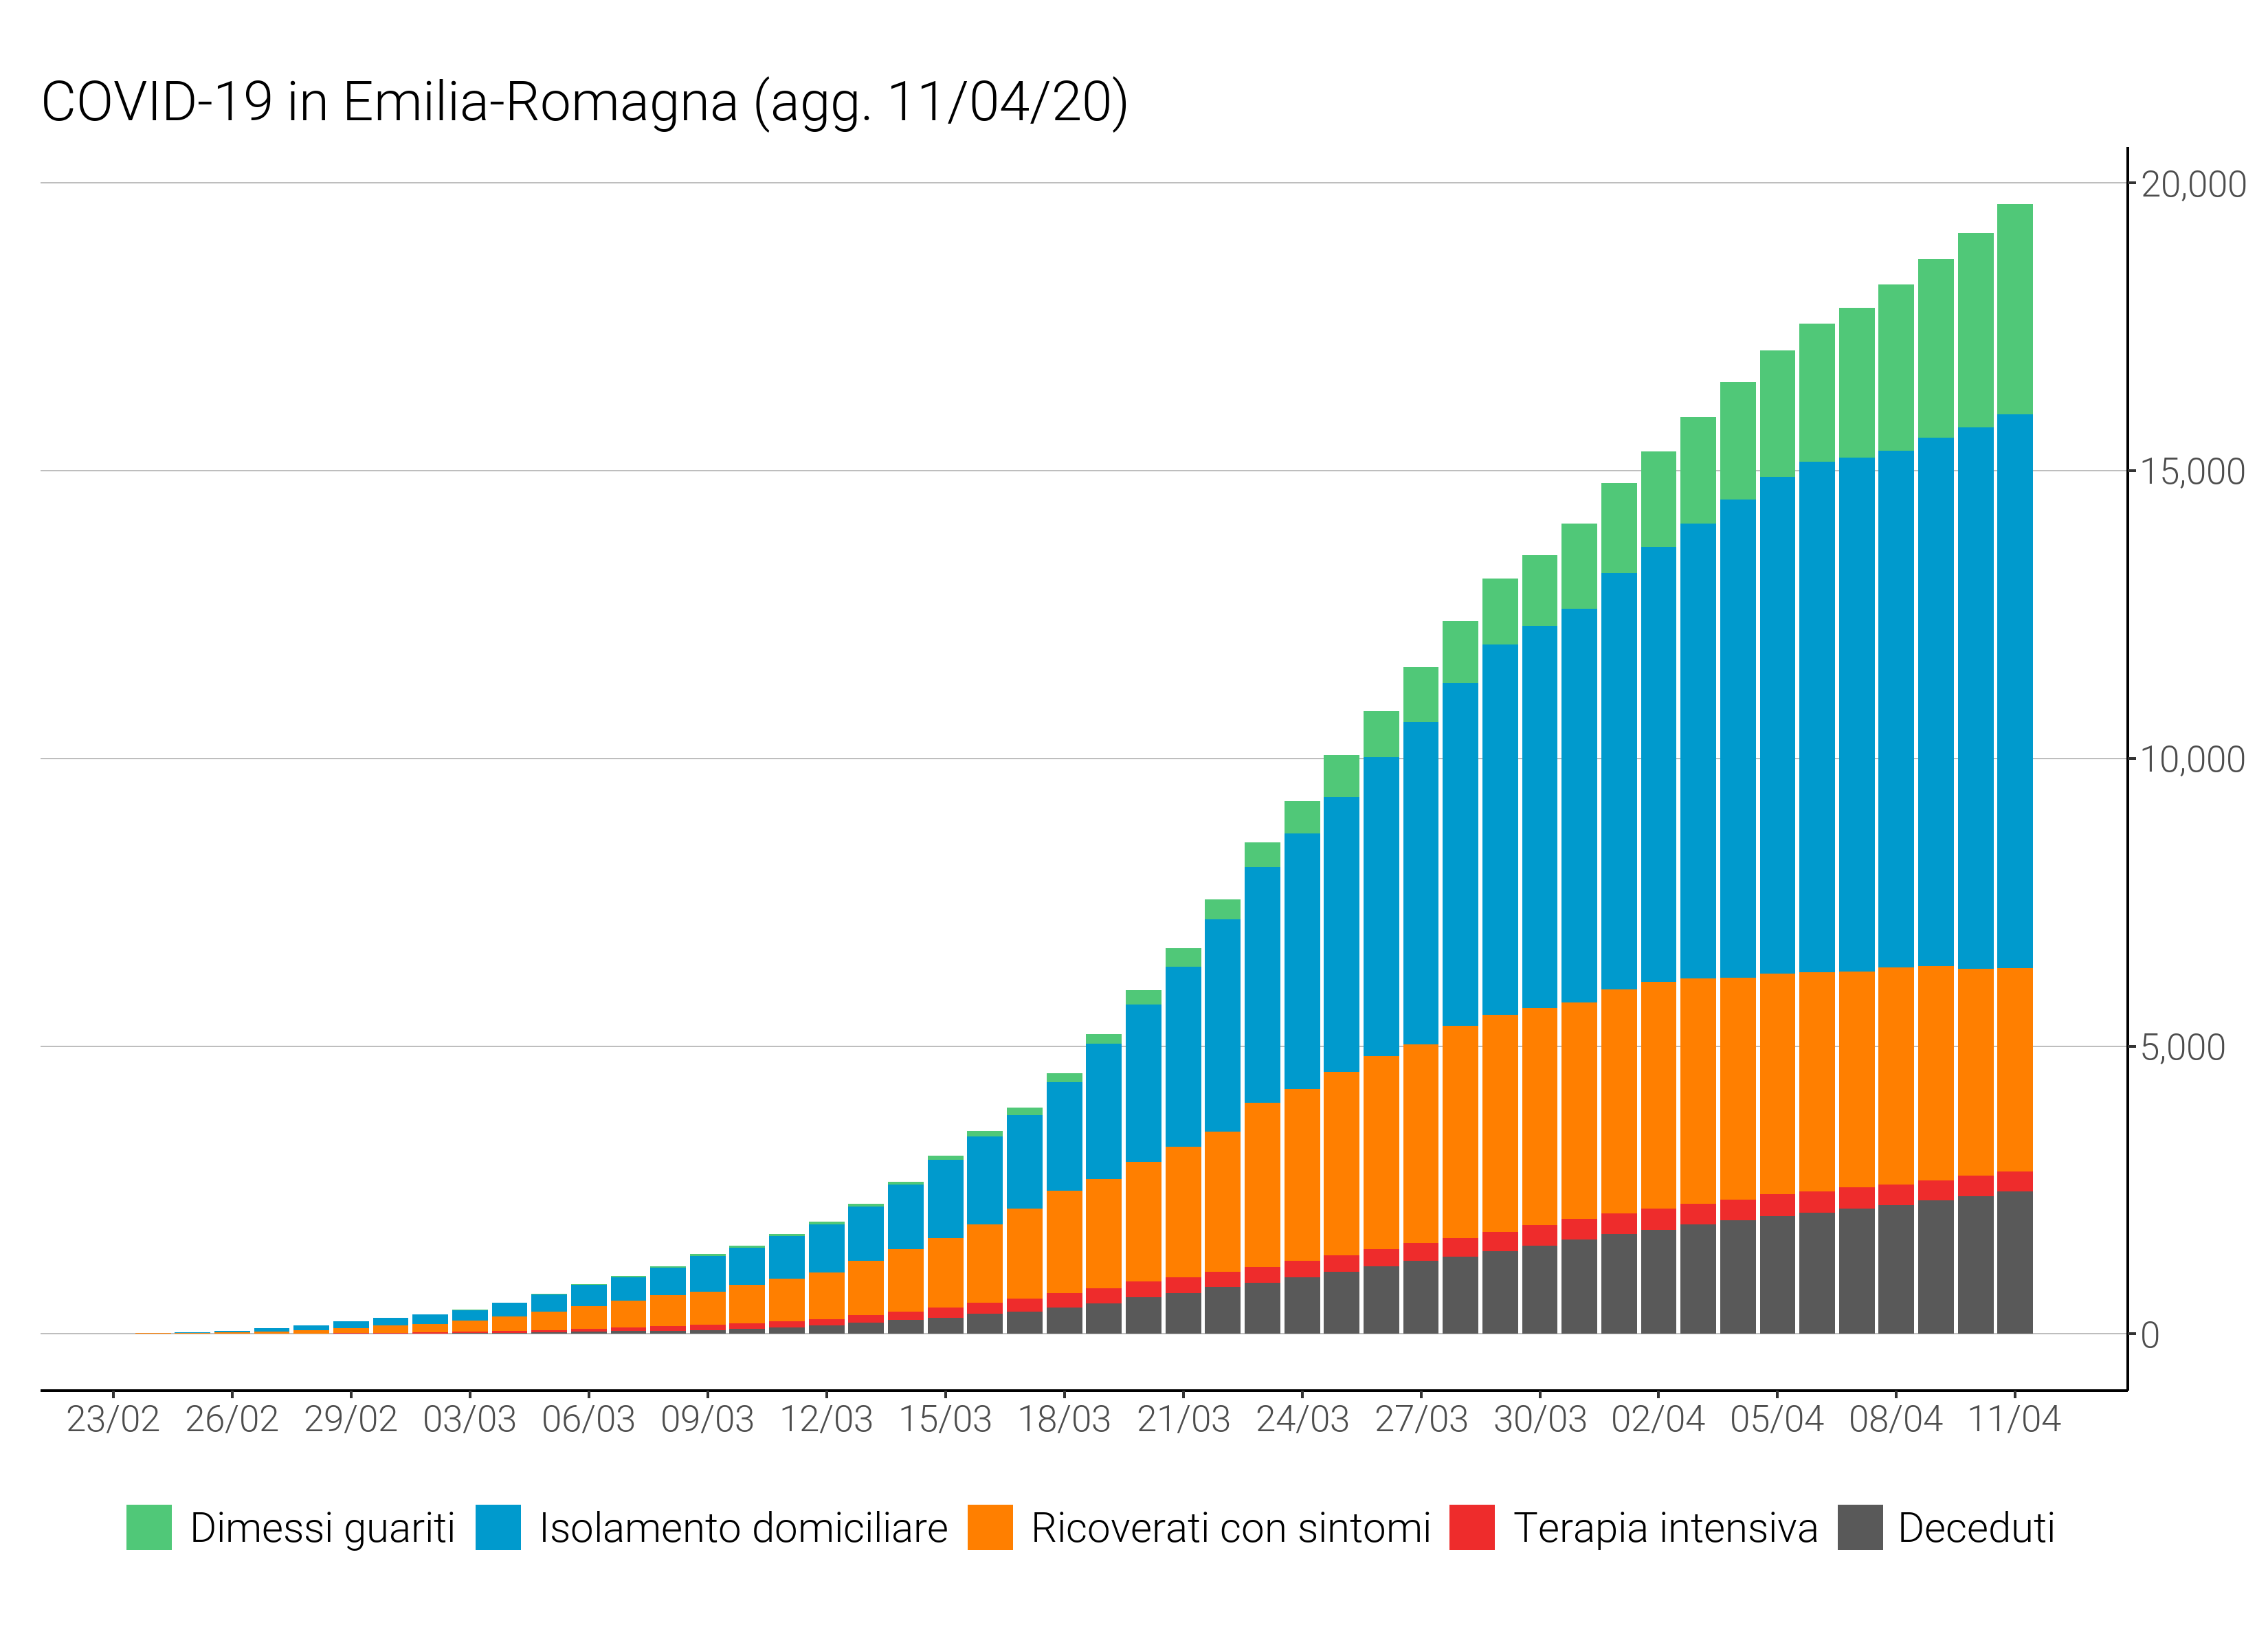 COVID-19 in Emilia-Romagna (agg. 11/04/20)
20,000
15,000
10,000
5,000
0
23/02 26/02 29/02 03/03 06/03 09/03 12/03 15/03 18/03 21/03 24/03 27/03 30/03 02/04 05/04 08/04 11/04
Dimessi guariti Isolamento domiciliare Ricoverati con sintomi Terapia intensiva Deceduti